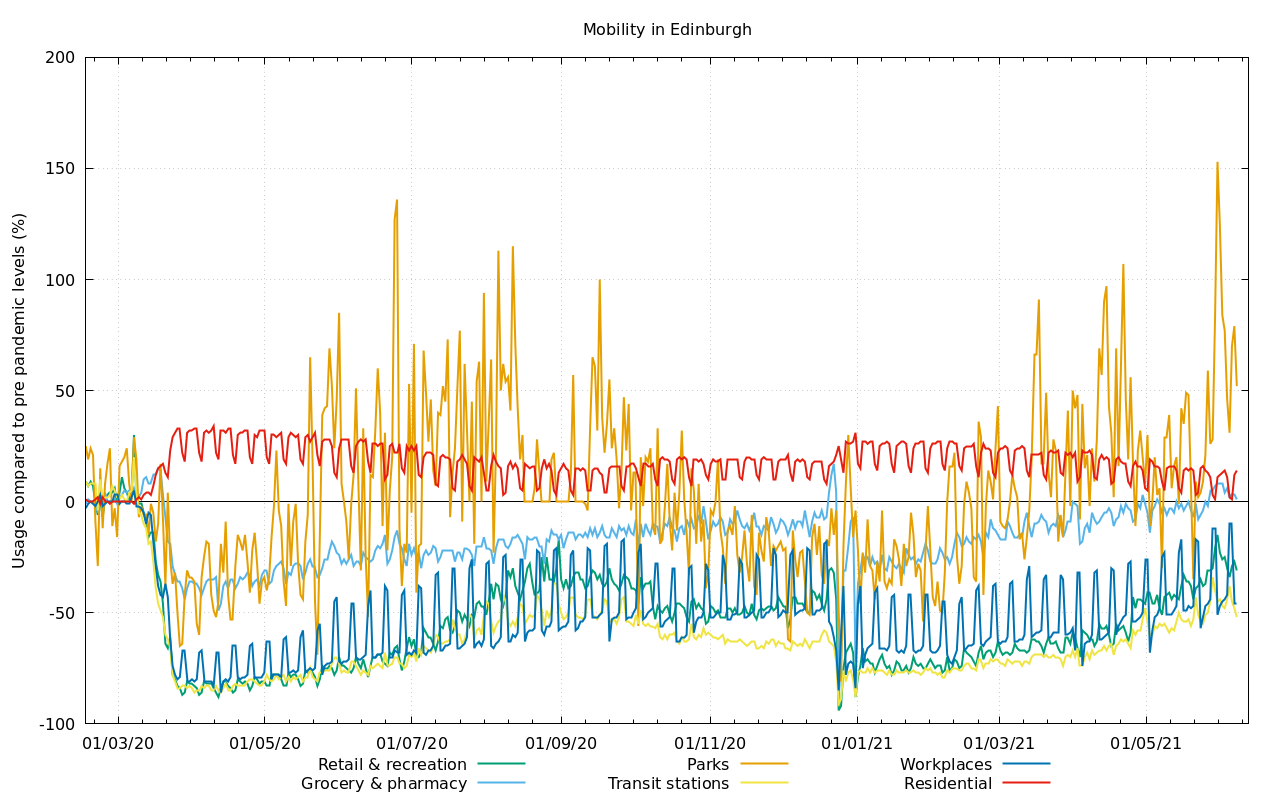 Mobility in Edinburgh
Usage compared to pre pandemic levels (%)
200
150
100
50
0
-50
-100
01/03/20 01/05/20 01/07/20 01/09/20 01/11/20 01/01/21 01/03/21 01/05/21
Retail & recreation Parks Workplaces
Grocery & pharmacy Transit stations Residential